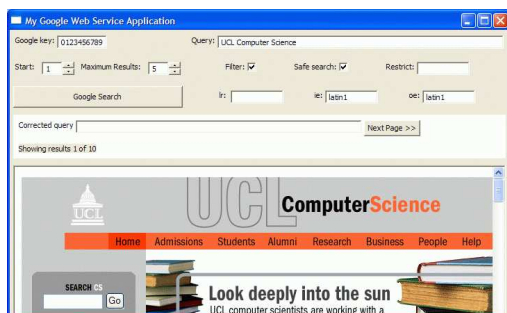 My Google Web Service Application
Google key: 0123456789 Query: UCL Computer Science
Start: 1 Maximum Results: 5 Filter: Safe search: Restrict:
Google Search lr: ie: latin1 oe: latin1
Corrected query Next Page >>
Showing results 1 of 10
UCL UCL ComputerScience
Home Admissions Students Alumni Research Business People Help
SEARCH CS
Go
Look deeply into the sun
UCL computer scientists are working with a